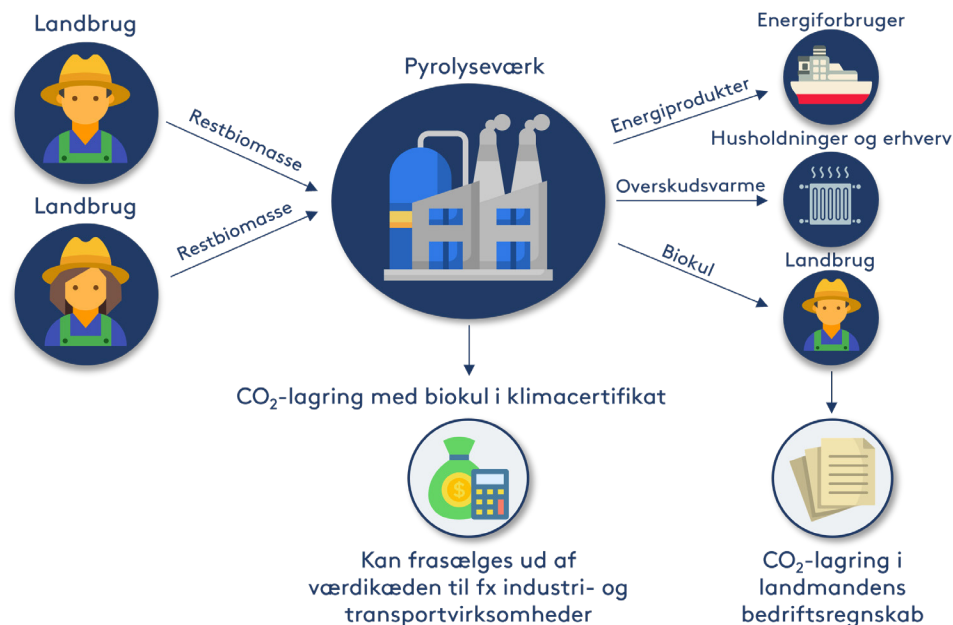 Landbrug
Restbiomasse
Landbrug
Restbiomasse
Pyrolyseværk
Energiprodukter
Energiforbruger
Overskudsvarme
Husholdninger og erhverv
Biokul
Landbrug
CO₂-lagring med biokul i klimacertifikat
$
Kan frasælges ud af
værdikæden til fx industri- og
transportvirksomheder
CO₂-lagring i
landmandens
bedriftsregnskab